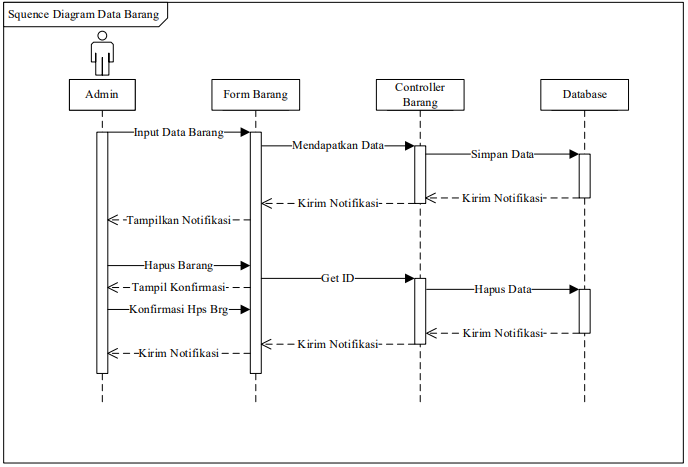 Squence Diagram Data Barang
Admin
Form Barang
Controller
Barang
Database
Input Data Barang
Mendapatkan Data
Simpan Data
Kirim Notifikasi
Kirim Notifikasi
Tampilkan Notifikasi
Hapus Barang
Get ID
Tampil Konfirmasi
Hapus Data
Konfirmasi Hps Brg
Kirim Notifikasi
Kirim Notifikasi
Kirim Notifikasi